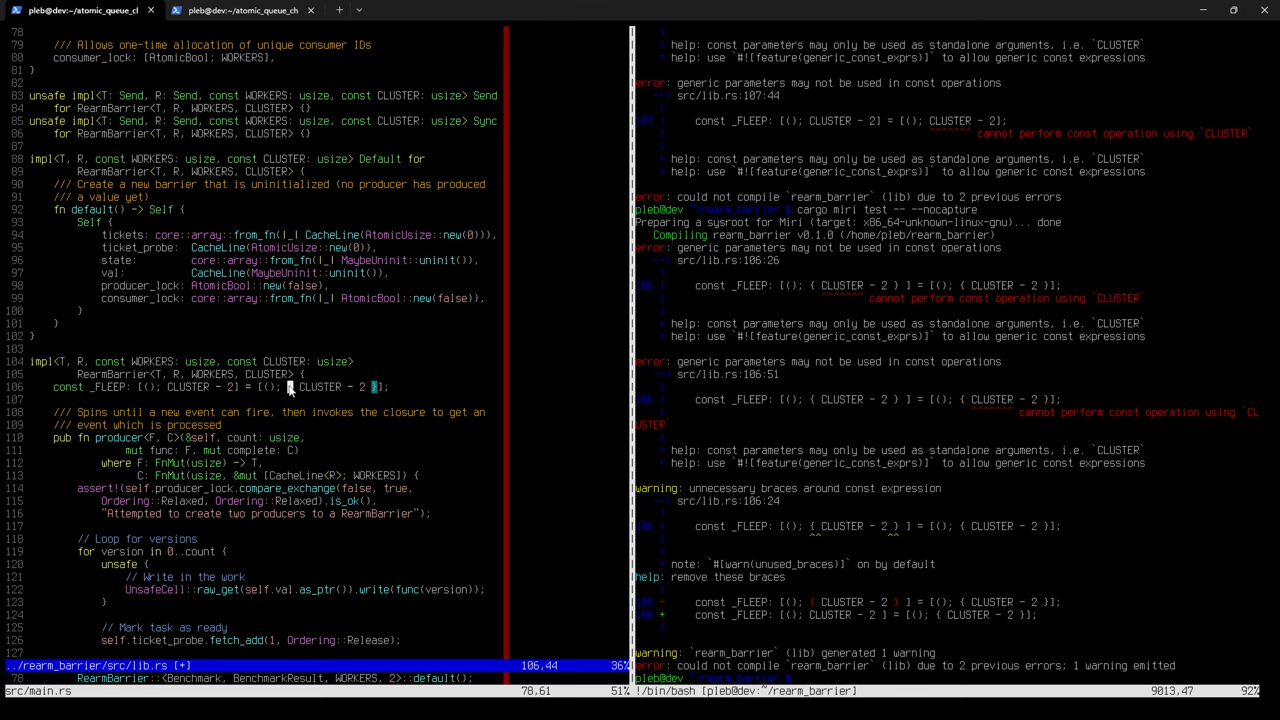 pleb@dev:~/atomic_queue_cl
pleb@dev:~/atomic_queue_ch
78
79 /// Allows one-time allocation of unique consumer IDs
80 consumer_lock: [AtomicBool; WORKERS],
81 }
82
83 unsafe impl<T: Send, R: Send, const WORKERS: usize, const CLUSTER: usize> Send
84 for RearmBarrier<T, R, WORKERS, CLUSTER> {}
85 unsafe impl<T: Send, R: Send, const WORKERS: usize, const CLUSTER: usize> Sync
86 for RearmBarrier<T, R, WORKERS, CLUSTER> {}
87
88 impl<T, R, const WORKERS: usize, const CLUSTER: usize> Default for
89 RearmBarrier<T, R, WORKERS, CLUSTER> {
90 /// Create a new barrier that is uninitialized (no producer has produced
91 /// a value yet)
92 fn default() -> Self {
93 Self {
94 tickets: core::array::from_fn(|_| CacheLine(AtomicUsize::new(0))),
95 ticket_probe: CacheLine(AtomicUsize::new(0)),
96 state: core::array::from_fn(|_| MaybeUninit::uninit()),
97 val: CacheLine(MaybeUninit::uninit()),
98 producer_lock: AtomicBool::new(false),
99 consumer_lock: core::array::from_fn(|_| AtomicBool::new(false)),
100 }
101 }
102 }
103
104 impl<T, R, const WORKERS: usize, const CLUSTER: usize>
105 RearmBarrier<T, R, WORKERS, CLUSTER> {
106 const _FLEEP: [(); CLUSTER - 2] = [(); { CLUSTER - 2 }];
107
108 /// Spins until a new event can fire, then invokes the closure to get an
109 /// event which is processed
110 pub fn producer<F, C>(&self, count: usize,
111 mut func: F, mut complete: C)
112 where F: FnMut(usize) -> T,
113 C: FnMut(usize, &mut [CacheLine<R>; WORKERS]) {
114 assert!(self.producer_lock.compare_exchange(false, true,
115 Ordering::Relaxed, Ordering::Relaxed).is_ok(),
116 "Attempted to create two producers to a RearmBarrier");
117
118 // Loop for versions
119 for version in 0..count {
120 unsafe {
121 // Write in the work
122 UnsafeCell::raw_get(self.val.as_ptr()).write(func(version));
123 }
124
125 // Mark task as ready
126 self.ticket_probe.fetch_add(1, Ordering::Release);
127
../rearm_barrier/src/lib.rs [+] 106,44 36%
78 RearmBarrier::<Benchmark, BenchmarkResult, WORKERS, 2>::default();
src/main.rs 78,61 51%
= help: const parameters may only be used as standalone arguments, i.e. `CLUSTER`
= help: use `#![feature(generic_const_exprs)]` to allow generic const expressions
error: generic parameters may not be used in const operations
--> src/lib.rs:107:44
|
107 | const _FLEEP: [(); CLUSTER - 2] = [(); CLUSTER - 2];
| ^^^^^^^ cannot perform const operation using `CLUSTER`
|
= help: const parameters may only be used as standalone arguments, i.e. `CLUSTER`
= help: use `#![feature(generic_const_exprs)]` to allow generic const expressions
error: could not compile `rearm_barrier` (lib) due to 2 previous errors
pleb@dev ~/rearm_barrier $ cargo miri test -- --nocapture
Preparing a sysroot for Miri (target: x86_64-unknown-linux-gnu)... done
Compiling rearm_barrier v0.1.0 (/home/pleb/rearm_barrier)
error: generic parameters may not be used in const operations
--> src/lib.rs:106:26
|
106 | const _FLEEP: [(); { CLUSTER - 2 } ] = [(); { CLUSTER - 2 }];
| ^^^^^^^ cannot perform const operation using `CLUSTER`
|
= help: const parameters may only be used as standalone arguments, i.e. `CLUSTER`
= help: use `#![feature(generic_const_exprs)]` to allow generic const expressions
error: generic parameters may not be used in const operations
--> src/lib.rs:106:51
|
106 | const _FLEEP: [(); { CLUSTER - 2 } ] = [(); { CLUSTER - 2 }];
| ^^^^^^^ cannot perform const operation using `CL
USTER`
|
= help: const parameters may only be used as standalone arguments, i.e. `CLUSTER`
= help: use `#![feature(generic_const_exprs)]` to allow generic const expressions
warning: unnecessary braces around const expression
--> src/lib.rs:106:24
|
106 | const _FLEEP: [(); { CLUSTER - 2 } ] = [(); { CLUSTER - 2 }];
| ^^ ^^
|
= note: `#[warn(unused_braces)]` on by default
help: remove these braces
|
106 - const _FLEEP: [(); { CLUSTER - 2 } ] = [(); { CLUSTER - 2 }];
106 + const _FLEEP: [(); CLUSTER - 2 ] = [(); { CLUSTER - 2 }];
|
warning: `rearm_barrier` (lib) generated 1 warning
error: could not compile `rearm_barrier` (lib) due to 2 previous errors; 1 warning emitted
pleb@dev ~/rearm_barrier $
!/bin/bash [pleb@dev:~/rearm_barrier] 9013,47 92%